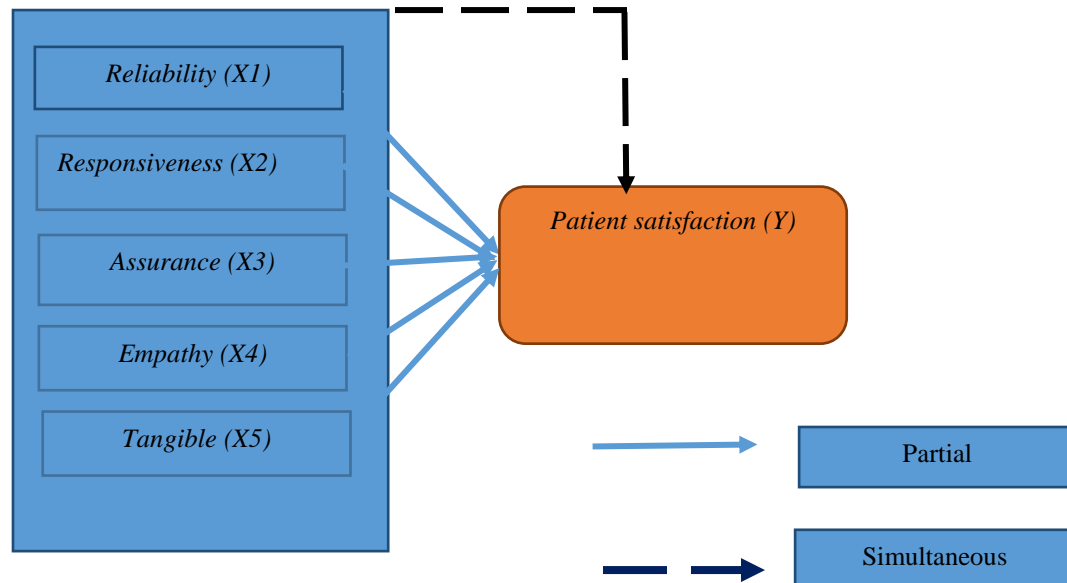 Reliability (X1)
Responsiveness (X2)
Patient satisfaction (Y)
Assurance (X3)
Empathy (X4)
Tangible (X5)
Partial
Simultaneous